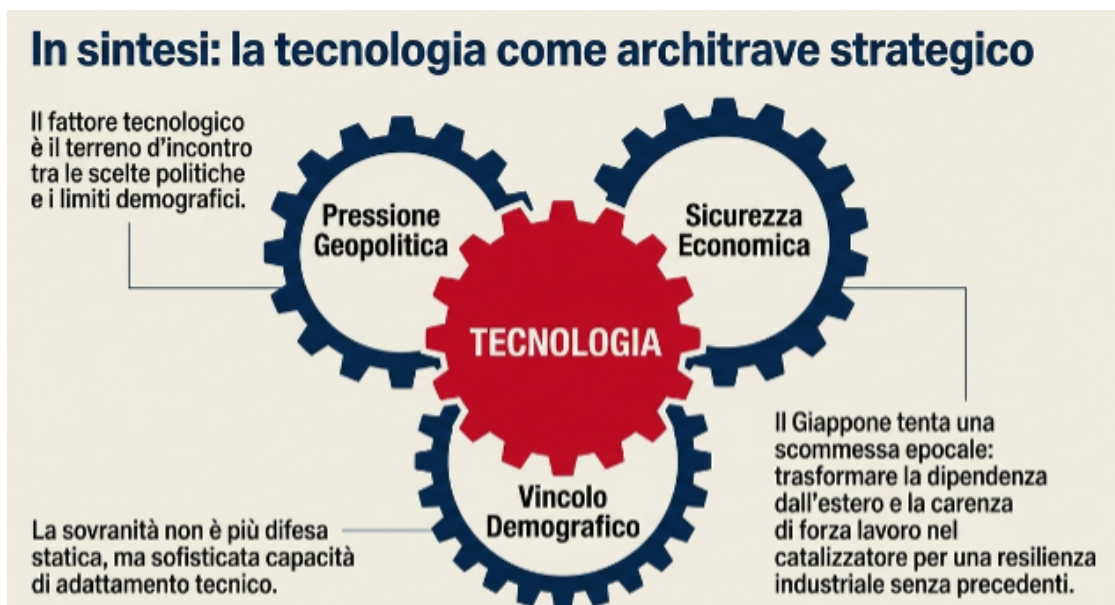 In sintesi: la tecnologia come architrave strategico
Il fattore tecnologico
è il terreno d'incontro
tra le scelte politiche
e i limiti demografici.
Pressione
Geopolitica
Sicurezza
Economica
TECNOLOGIA
Vincolo
Demografico
La sovranità non è più difesa
statica, ma sofisticata capacità
di adattamento tecnico.
Il Giappone tenta una
scommessa epocale:
trasformare la dipendenza
dall'estero e la carenza
di forza lavoro nel
catalizzatore per una resilienza
industriale senza precedenti.